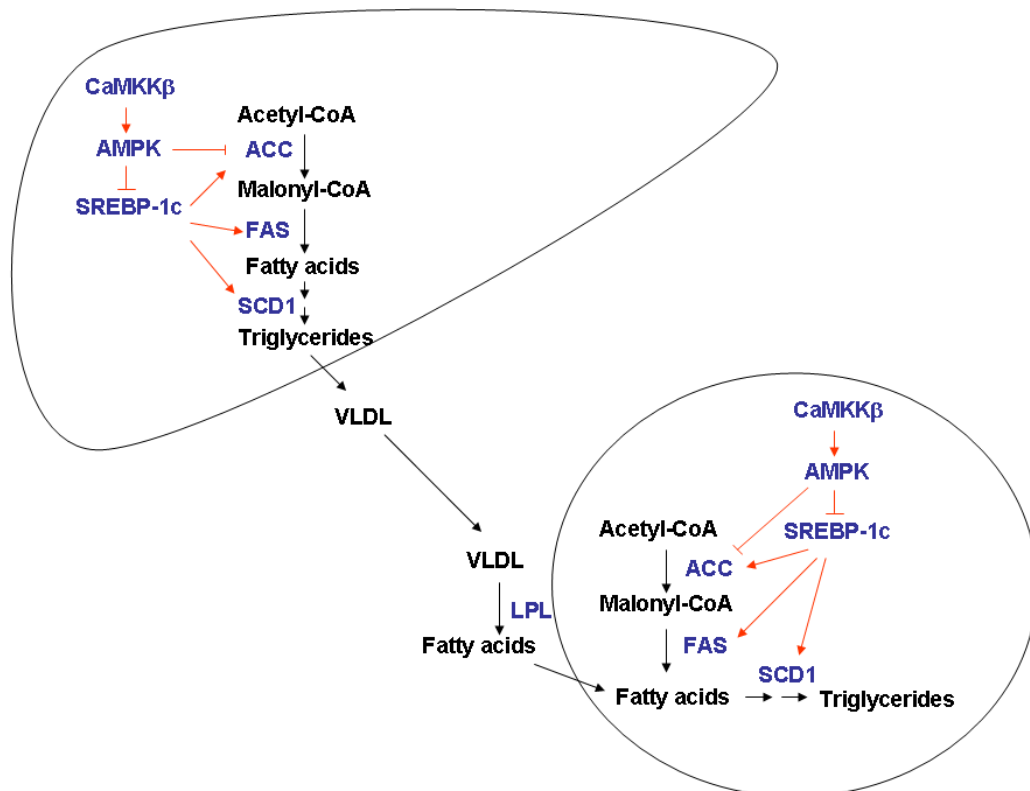 CaMKKβ
Acetyl-CoA
AMPK
ACC
Malonyl-CoA
SREBP-1c
FAS
Fatty acids
SCD1
Triglycerides
VLDL
CaMKKβ
AMPK
Acetyl-CoA
SREBP-1c
VLDL
ACC
Malonyl-CoA
LPL
Fatty acids
FAS
SCD1
Fatty acids
Triglycerides